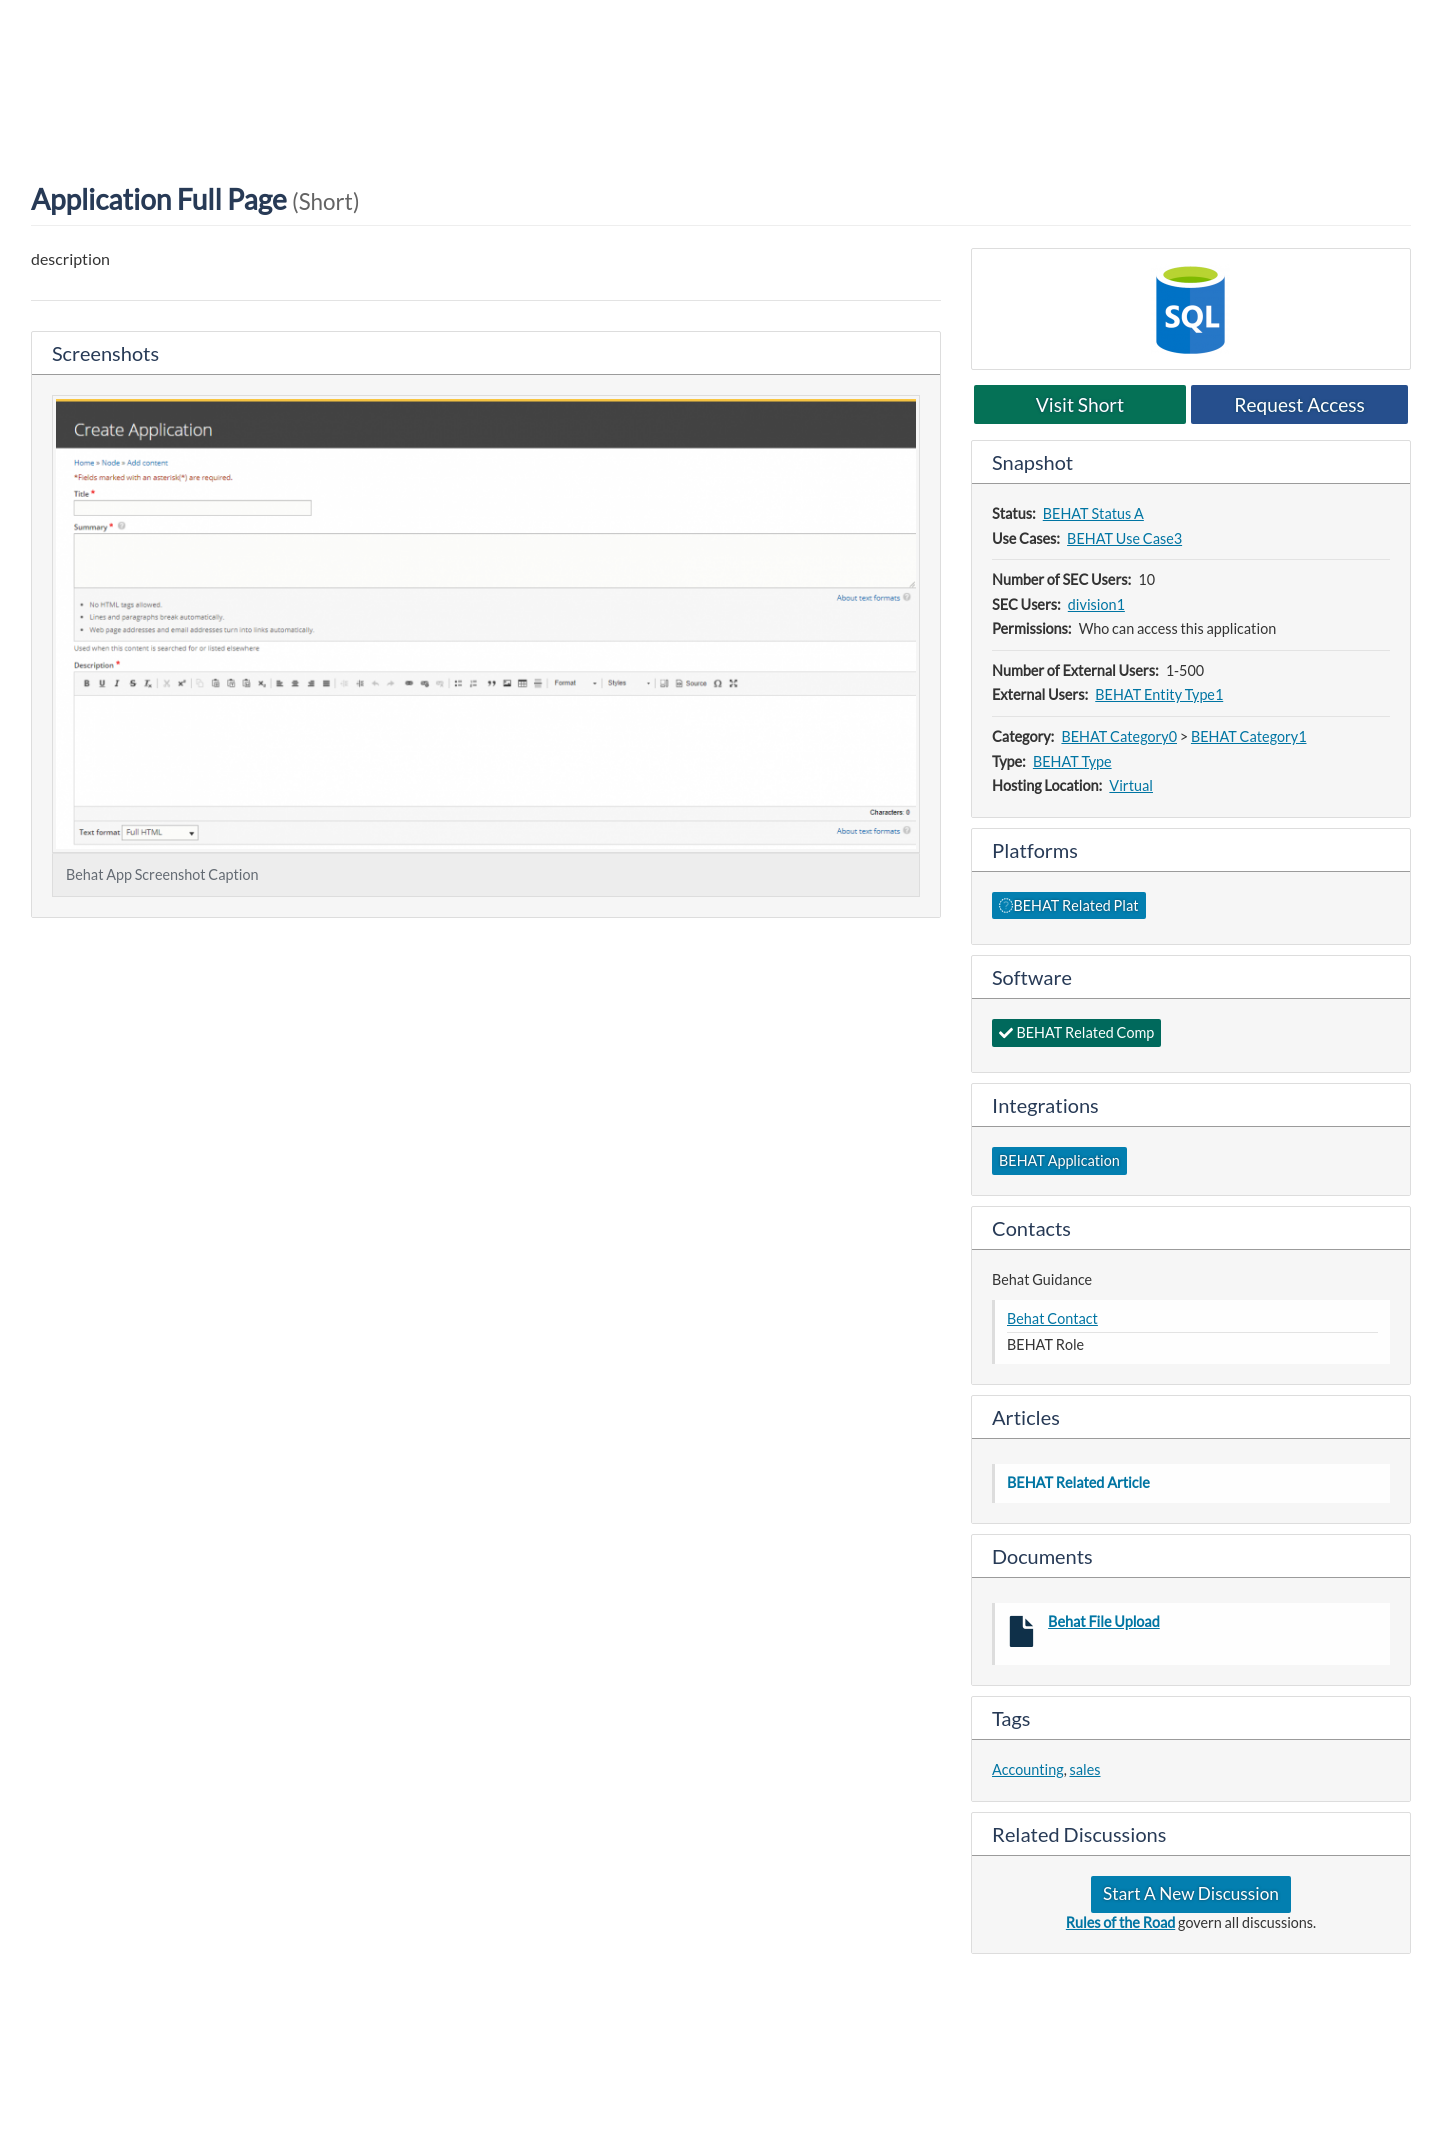 Application Full Page (Short)
description
Screenshots
Create Application
Home » Node » Add content
*Fields marked with an asterisk(*) are required.
Title *
Summary *
About text formats
No HTML tags allowed.
Lines and paragraphs break automatically.
Web page addresses and email addresses turn into links automatically.
Used when this content is searched for or listed elsewhere
Description *
Format Styles Source
Characters: 0
Text format Full HTML
About text formats
Behat App Screenshot Caption
SQL
Visit Short
Request Access
Snapshot
Status: BEHAT Status A
Use Cases: BEHAT Use Case3
Number of SEC Users: 10
SEC Users: division1
Permissions: Who can access this application
Number of External Users: 1-500
External Users: BEHAT Entity Type1
Category: BEHAT Category0 > BEHAT Category1
Type: BEHAT Type
Hosting Location: Virtual
Platforms
BEHAT Related Plat
Software
BEHAT Related Comp
Integrations
BEHAT Application
Contacts
Behat Guidance
Behat Contact
BEHAT Role
Articles
BEHAT Related Article
Documents
Behat File Upload
Tags
Accounting, sales
Related Discussions
Start A New Discussion
Rules of the Road govern all discussions.